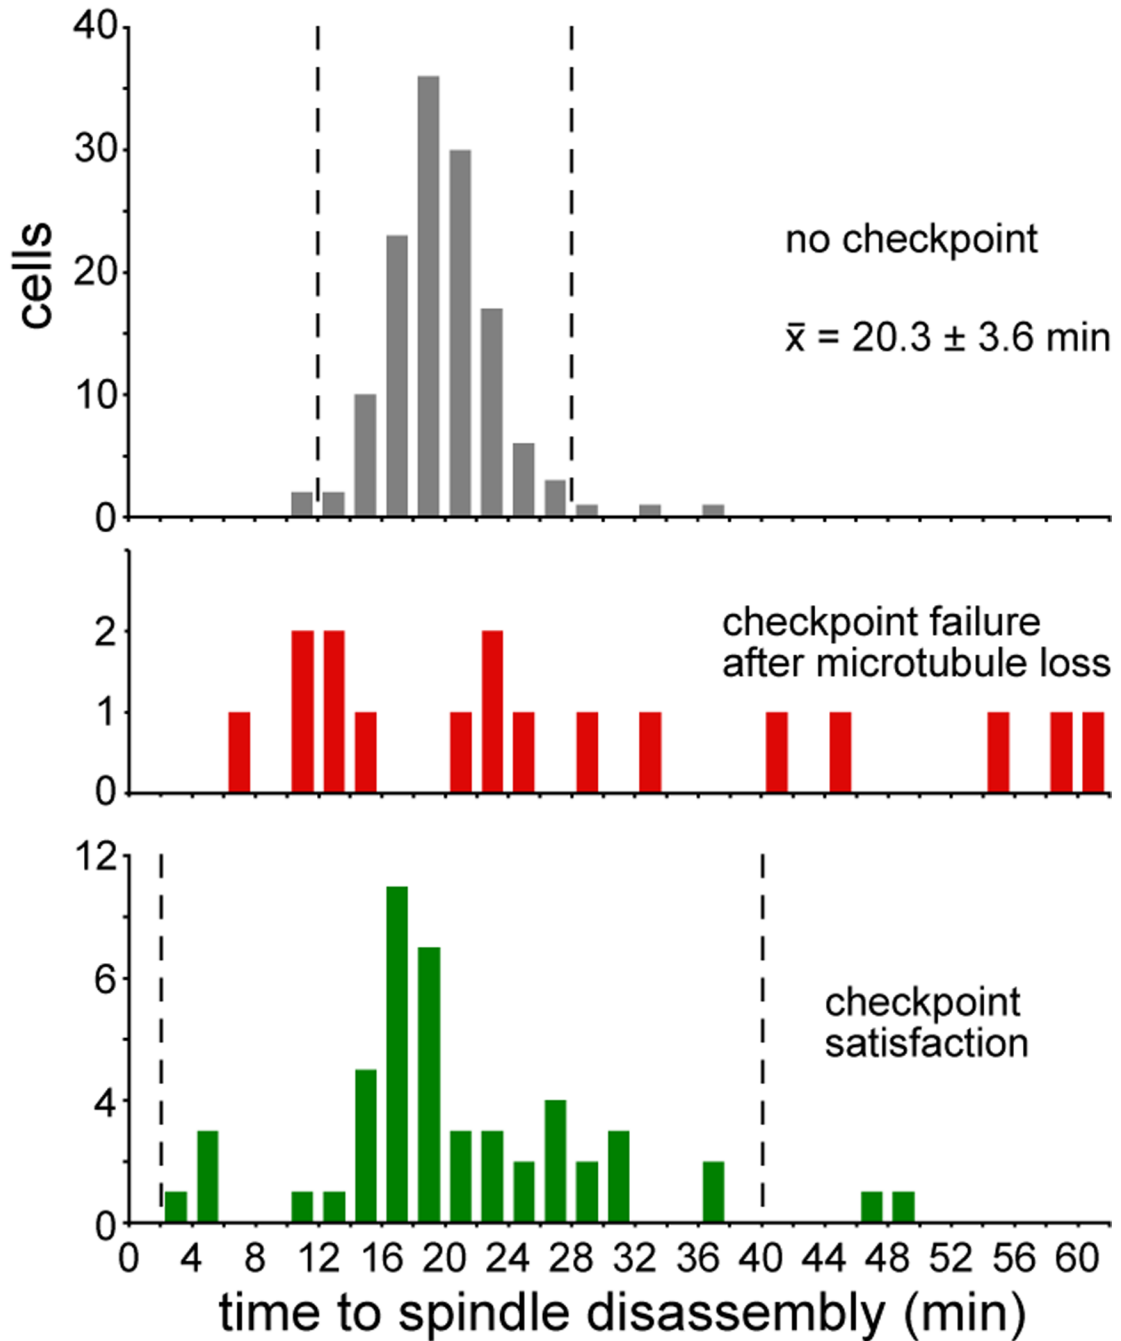 40
30
20
10
0
cells
no checkpoint
x̄ = 20.3 ± 3.6 min
2
1
0
checkpoint failure
after microtubule loss
12
6
4
0
checkpoint
satisfaction
0 4 8 12 16 20 24 28 32 36 40 44 48 52 56 60
time to spindle disassembly (min)